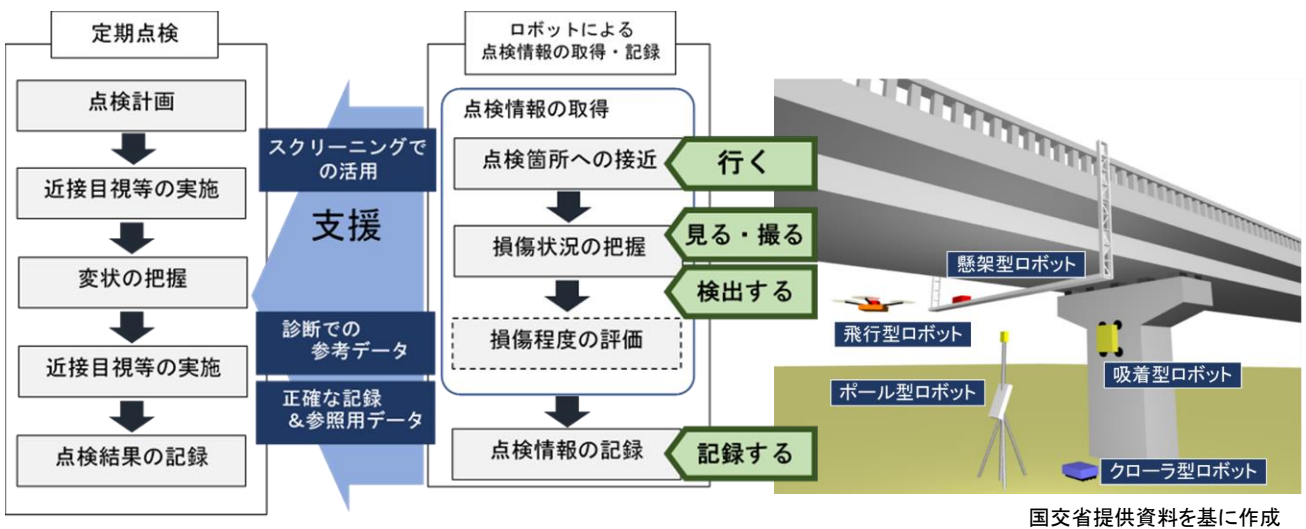 定期点検
点検計画
近接目視等の実施
変状の把握
近接目視等の実施
点検結果の記録
スクリーニングで
の活用
支援
診断での
参考データ
正確な記録
&参照用データ
ロボットによる
点検情報の取得・記録
点検情報の取得
点検箇所への接近
損傷状況の把握
損傷程度の評価
点検情報の記録
行く
見る・撮る
検出する
記録する
懸架型ロボット
飛行型ロボット
吸着型ロボット
ポール型ロボット
クローラ型ロボット
国交省提供資料を基に作成